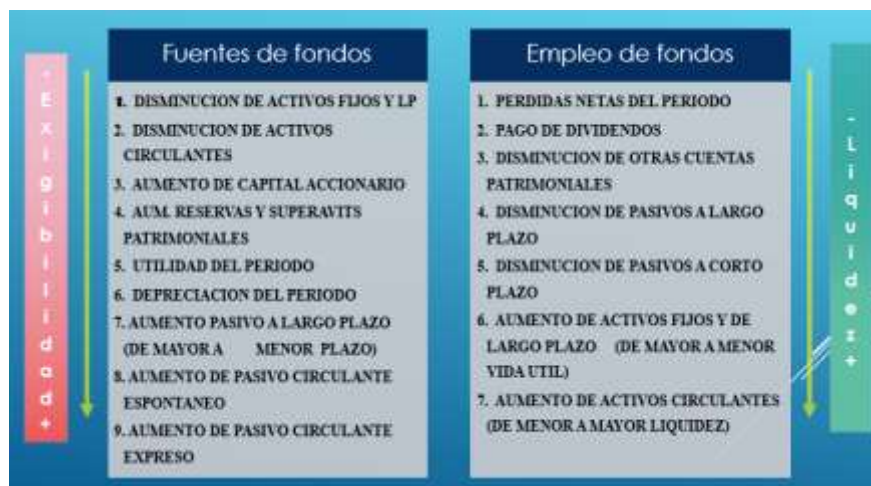 Fuentes de fondos
1. DISMINUCION DE ACTIVOS FIJOS Y LP
2. DISMINUCION DE ACTIVOS
CIRCULANTES
3. AUMENTO DE CAPITAL ACCIONARIO
4. AUM. RESERVAS Y SUPERAVITS
PATRIMONIALES
5. UTILIDAD DEL PERIODO
6. DEPRECIACION DEL PERIODO
7. AUMENTO PASIVO A LARGO PLAZO
(DE MAYOR A MENOR PLAZO)
8. AUMENTO DE PASIVO CIRCULANTE
ESPONTANEO
9. AUMENTO DE PASIVO CIRCULANTE
EXPRESO
Empleo de fondos
1. PERDIDAS NETAS DEL PERIODO
2. PAGO DE DIVIDENDOS
3. DISMINUCION DE OTRAS CUENTAS
PATRIMONIALES
4. DISMINUCION DE PASIVOS A LARGO
PLAZO
5. DISMINUCION DE PASIVOS A CORTO
PLAZO
6. AUMENTO DE ACTIVOS FIJOS Y DE
LARGO PLAZO (DE MAYOR A MENOR
VIDA UTIL)
7. AUMENTO DE ACTIVOS CIRCULANTES
(DE MENOR A MAYOR LIQUIDEZ)
- Exigibilidad +
- Liquidez +